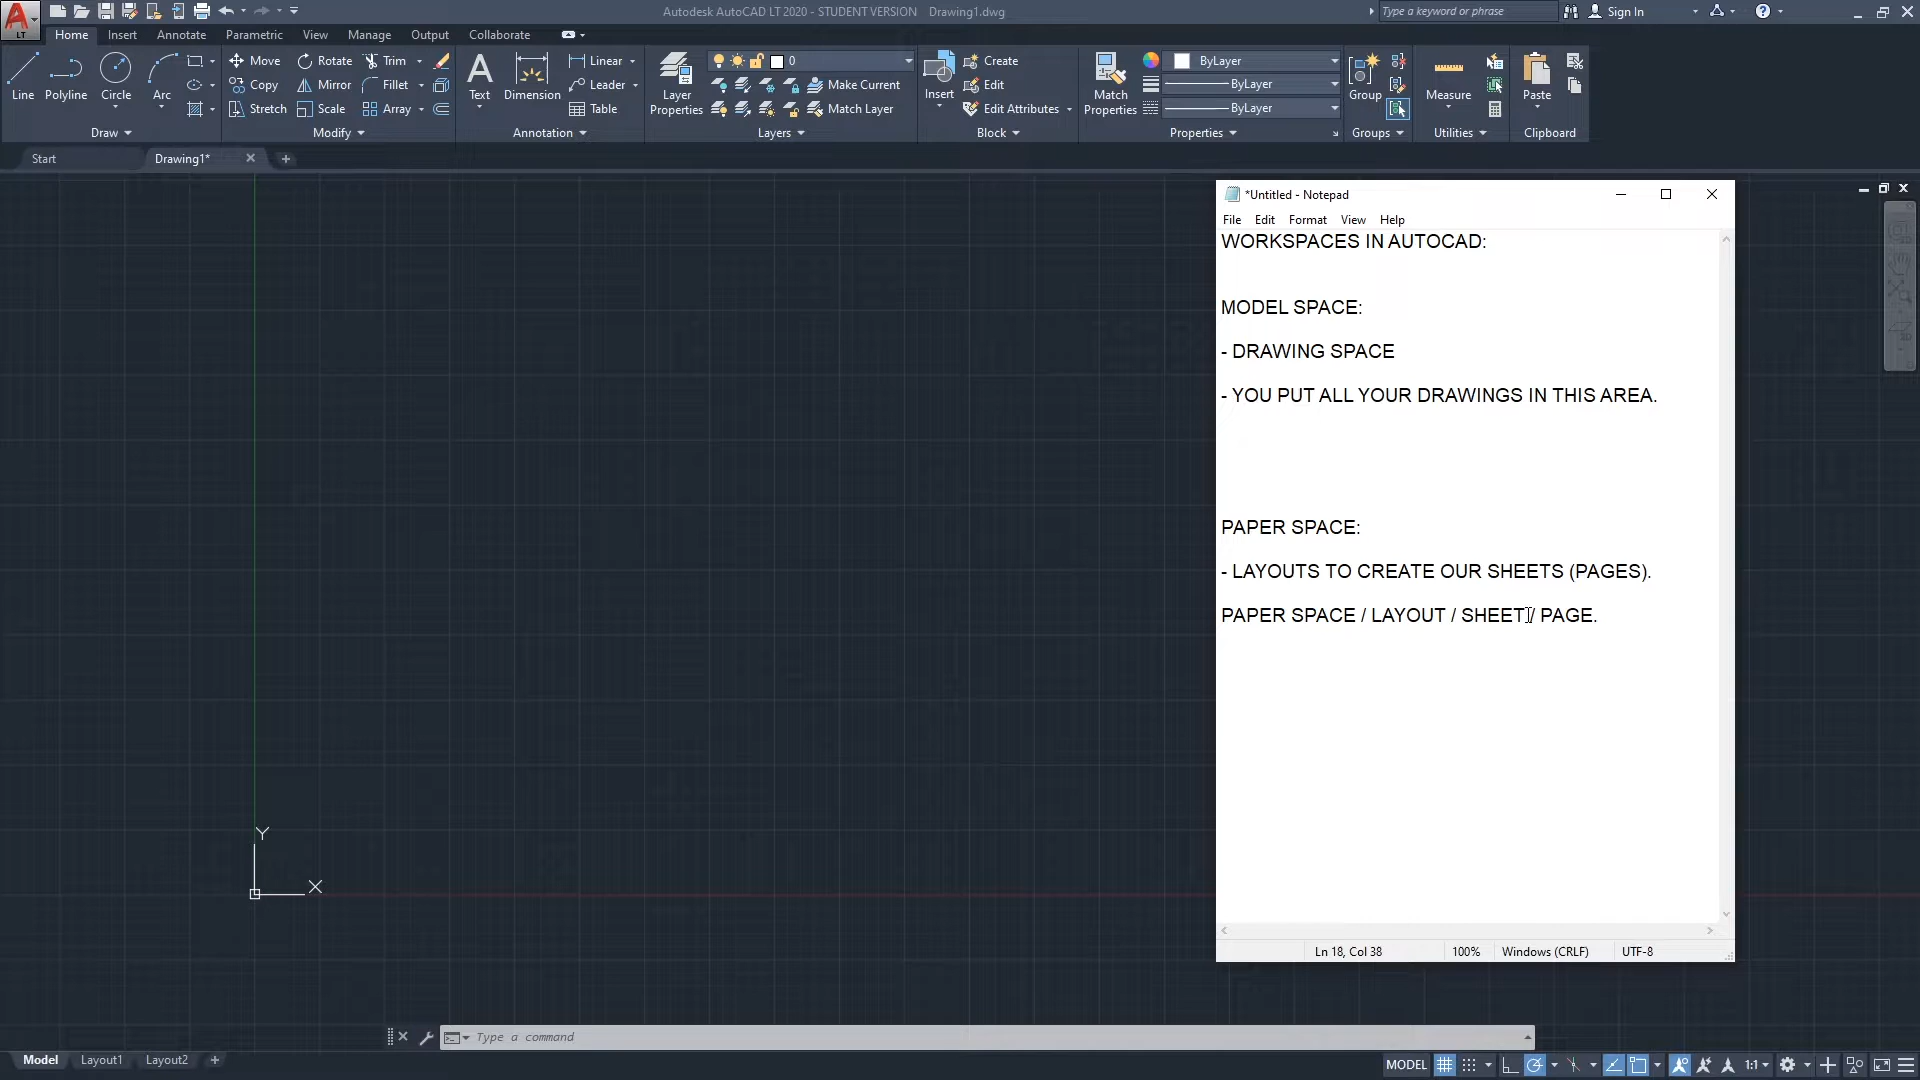 Autodesk AutoCAD LT 2020 - STUDENT VERSION Drawing1.dwg
Type a keyword or phrase
Sign In
LT
Home Insert Annotate Parametric View Manage Output Collaborate
Line
Polyline
Circle
Arc
Draw
Move Rotate Trim
Copy Mirror Fillet
Stretch Scale Array
Modify
Text
Dimension
Linear
Leader
Table
Annotation
Layer
Properties
0
Make Current
Match Layer
Layers
Insert
Create
Edit
Edit Attributes
Block
Match
Properties
ByLayer
ByLayer
ByLayer
Properties
Group
Groups
Measure
Utilities
Paste
Clipboard
Start Drawing1*
*Untitled - Notepad
File Edit Format View Help
WORKSPACES IN AUTOCAD:
MODEL SPACE:
- DRAWING SPACE
- YOU PUT ALL YOUR DRAWINGS IN THIS AREA.
PAPER SPACE:
- LAYOUTS TO CREATE OUR SHEETS (PAGES).
PAPER SPACE / LAYOUT / SHEET / PAGE.
Ln 18, Col 38 100% Windows (CRLF) UTF-8
Y
X
Type a command
Model Layout1 Layout2
MODEL 1:1